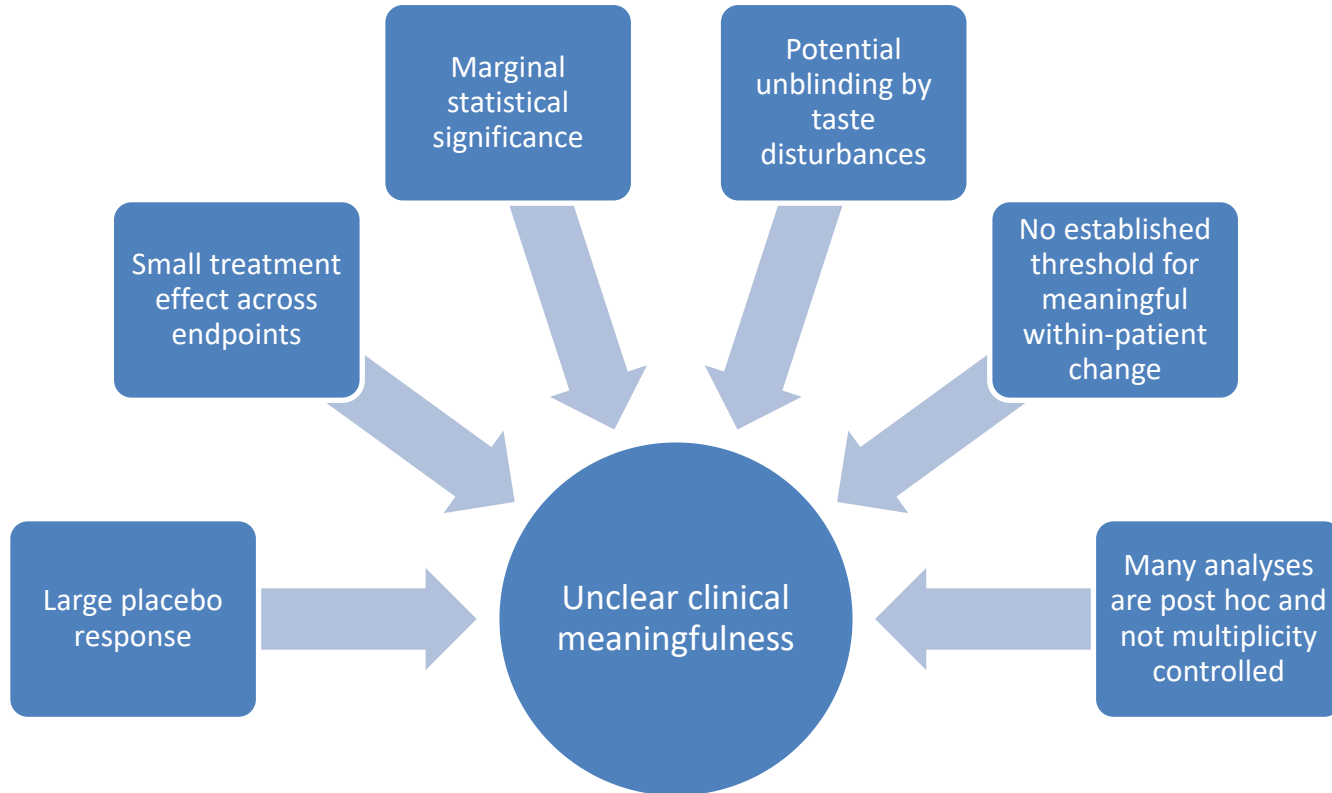 Marginal
statistical
significance
Potential
unblinding by
taste
disturbances
Small treatment
effect across
endpoints
No established
threshold for
meaningful
within-patient
change
Large placebo
response
Unclear clinical
meaningfulness
Many analyses
are post hoc and
not multiplicity
controlled